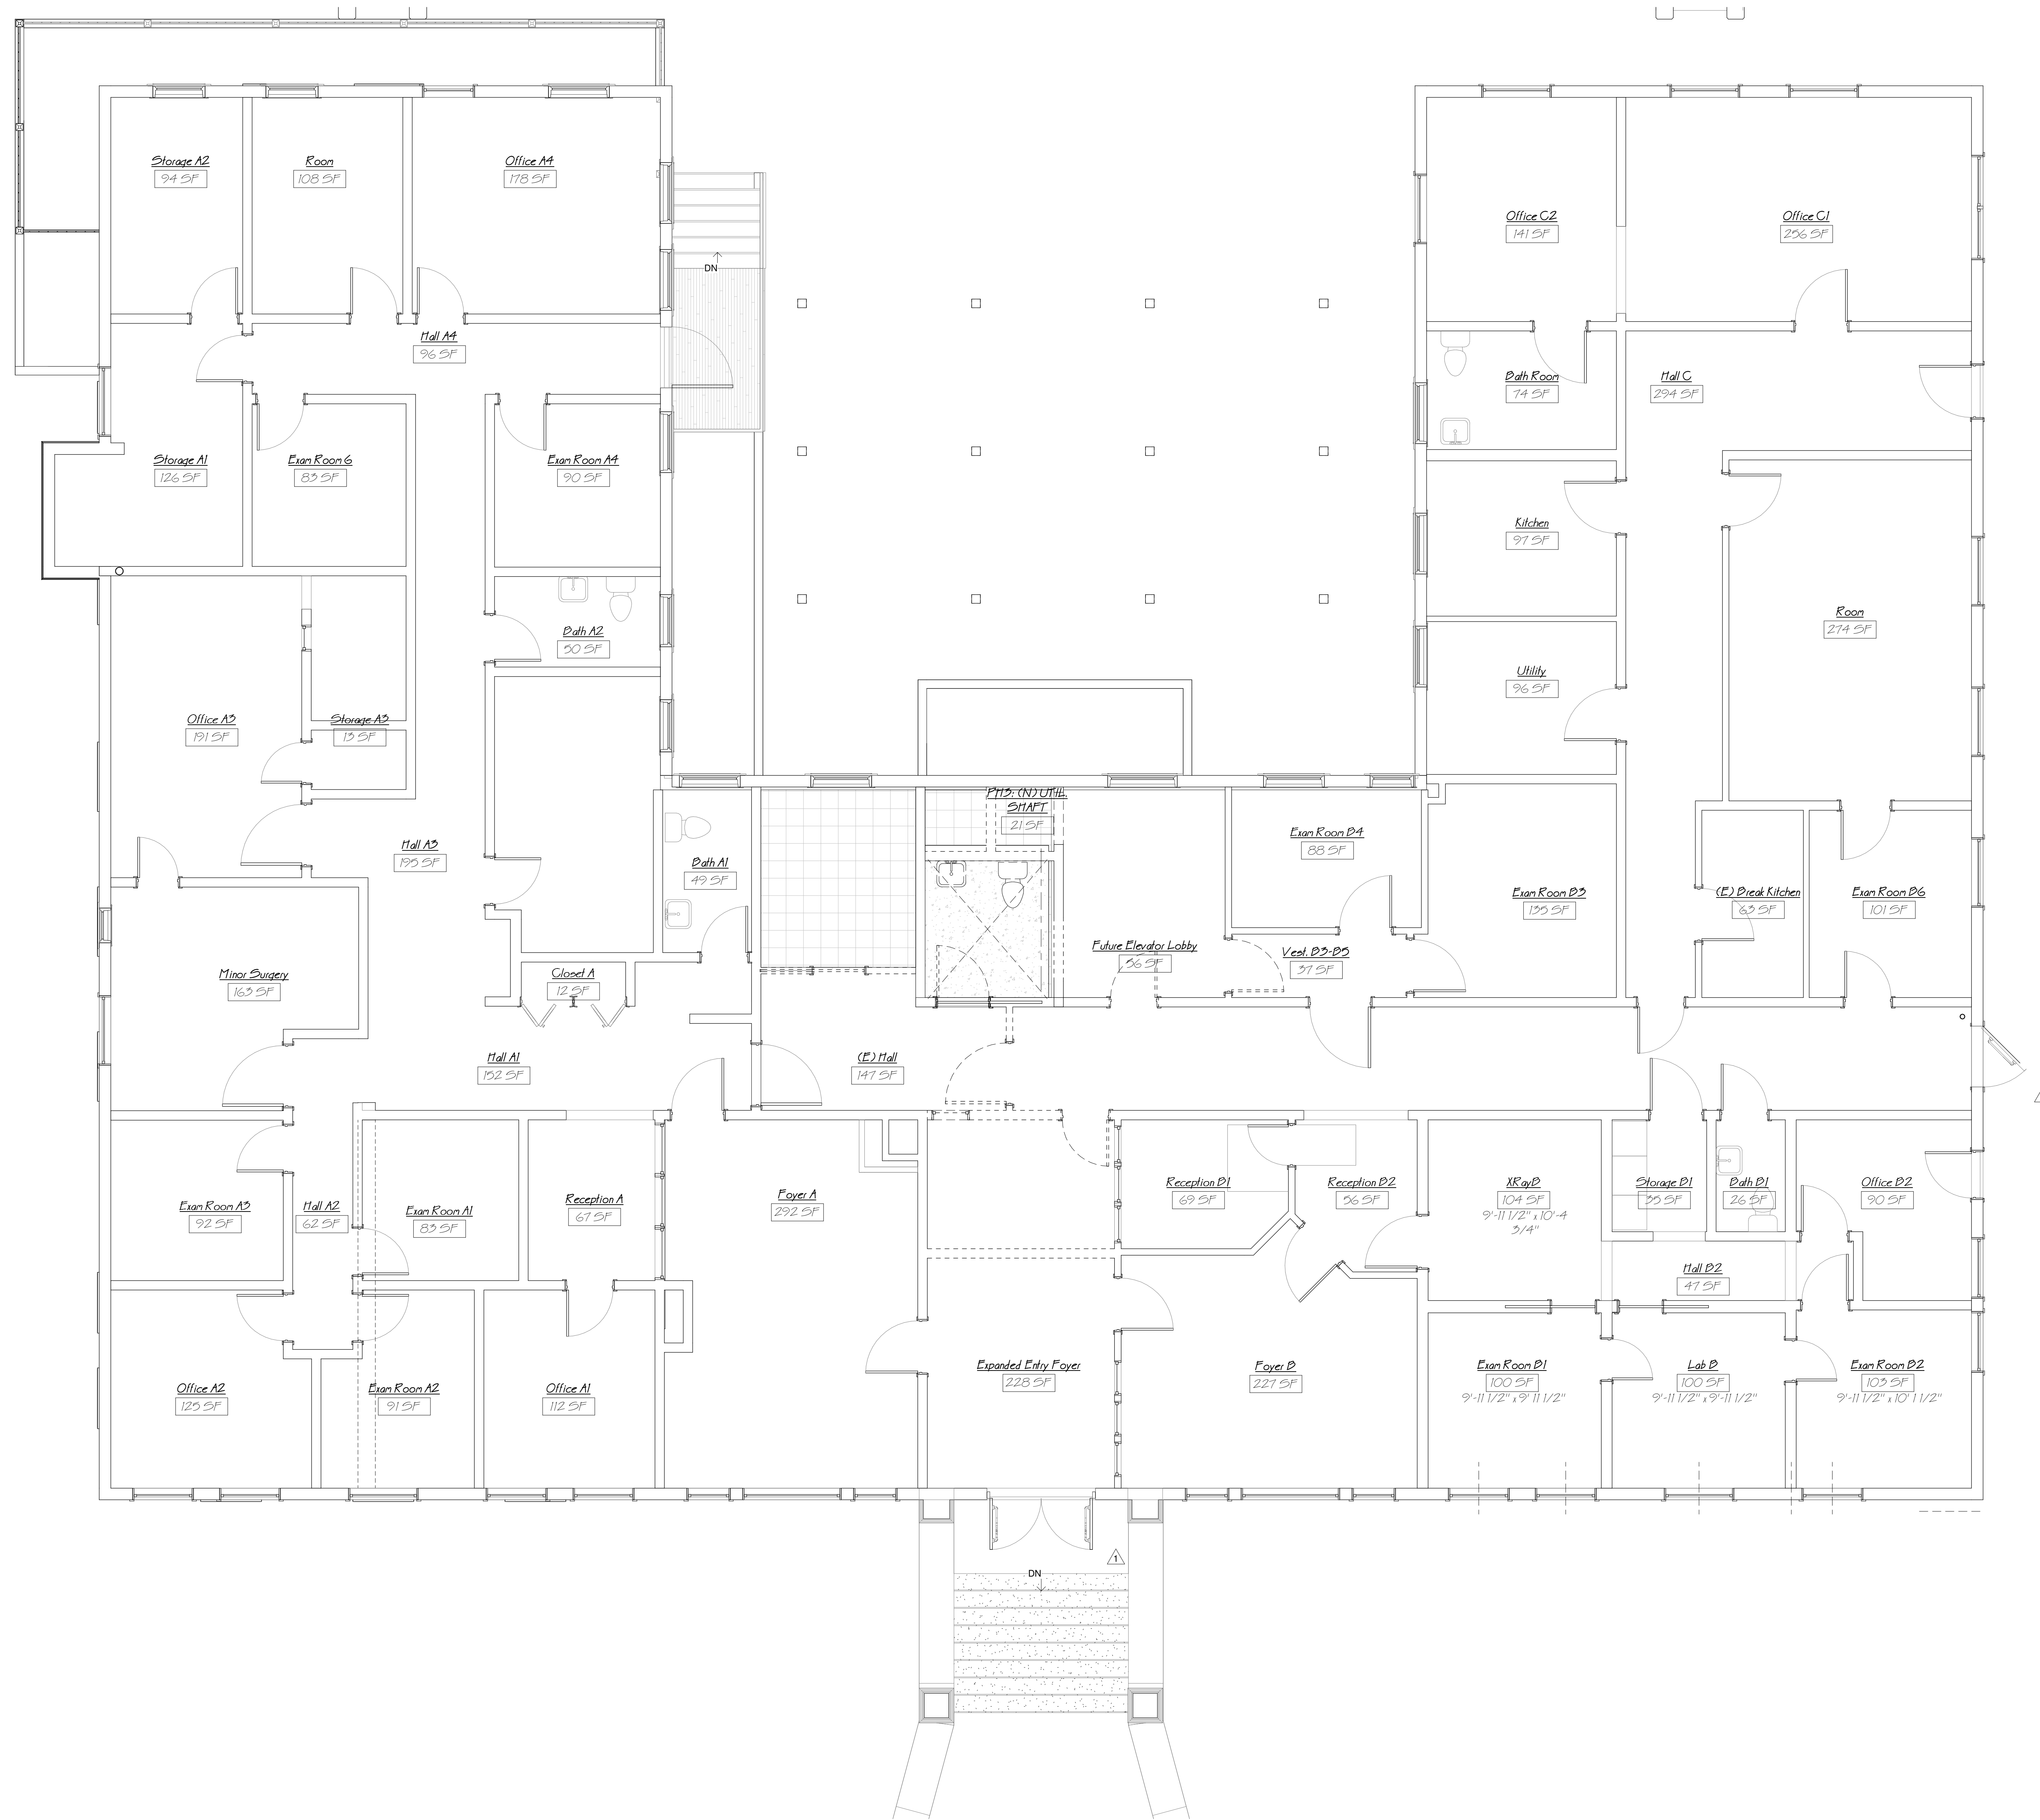 Storage A2
94 SF
Room
108 SF
Office A4
178 SF
Office C2
141 SF
Office C1
256 SF
DN
Hall A4
96 SF
Bath Room
74 SF
Hall C
294 SF
Storage A1
126 SF
Exam Room 6
83 SF
Exam Room A4
90 SF
Kitchen
97 SF
Room
274 SF
Bath A2
50 SF
Utility
96 SF
Office A3
191 SF
Storage A3
13 SF
PH3: (N) UTIL.
SHAFT
21 SF
Hall A3
195 SF
Bath A1
49 SF
Exam Room B4
88 SF
Exam Room B3
135 SF
(E) Break Kitchen
63 SF
Exam Room B6
101 SF
Minor Surgery
163 SF
Closet A
12 SF
Future Elevator Lobby
56 SF
Vest. B3-B5
37 SF
Hall A1
152 SF
(E) Hall
147 SF
Exam Room A3
92 SF
Hall A2
62 SF
Exam Room A1
83 SF
Reception A
67 SF
Foyer A
292 SF
Reception B1
69 SF
Reception B2
56 SF
XRayB
104 SF
9'-11 1/2" x 10'-4
3/4"
Storage B1
35 SF
Bath B1
26 SF
Office B2
90 SF
Hall B2
47 SF
Office A2
125 SF
Exam Room A2
91 SF
Office A1
112 SF
Expanded Entry Foyer
228 SF
Foyer B
227 SF
Exam Room B1
100 SF
9'-11 1/2" x 9' 11 1/2"
Lab B
100 SF
9'-11 1/2" x 9'-11 1/2"
Exam Room B2
103 SF
9'-11 1/2" x 10' 1 1/2"
1
DN